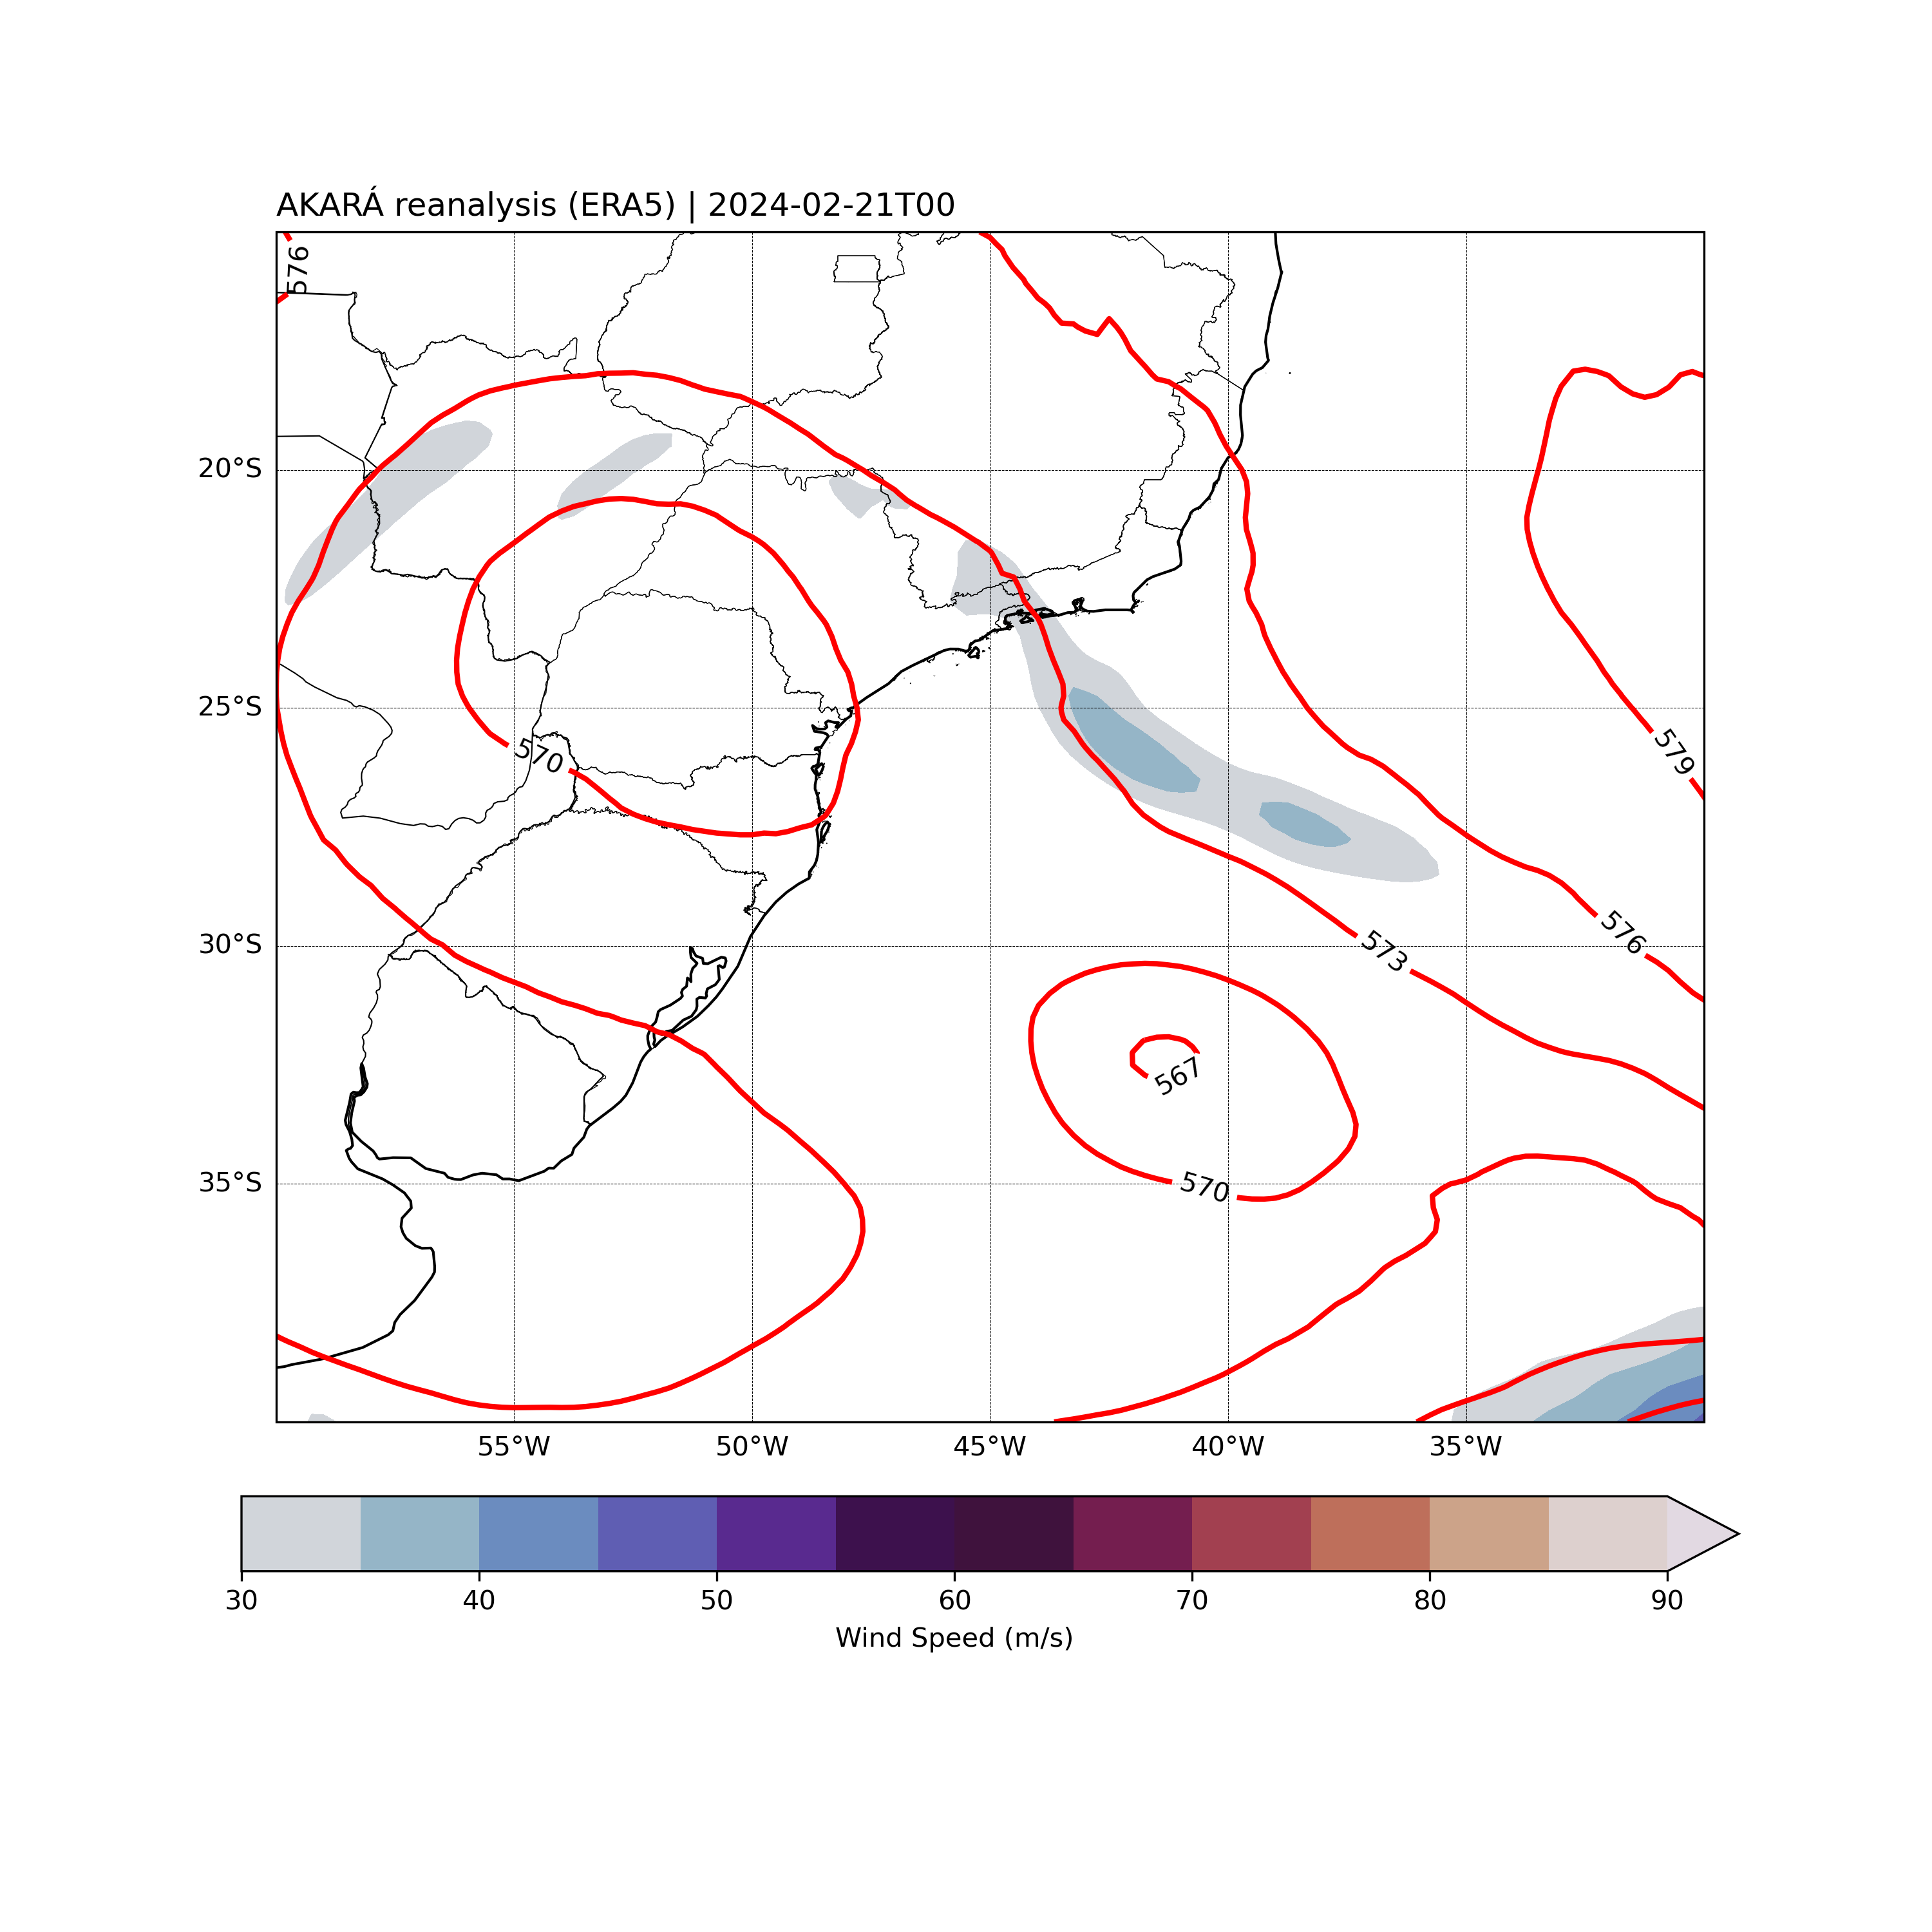 AKARÁ reanalysis (ERA5) | 2024-02-21T00
576
20°S
25°S
570
579
30°S
573
576
567
35°S
570
55°W 50°W 45°W 40°W 35°W
30 40 50 60 70 80 90
Wind Speed (m/s)